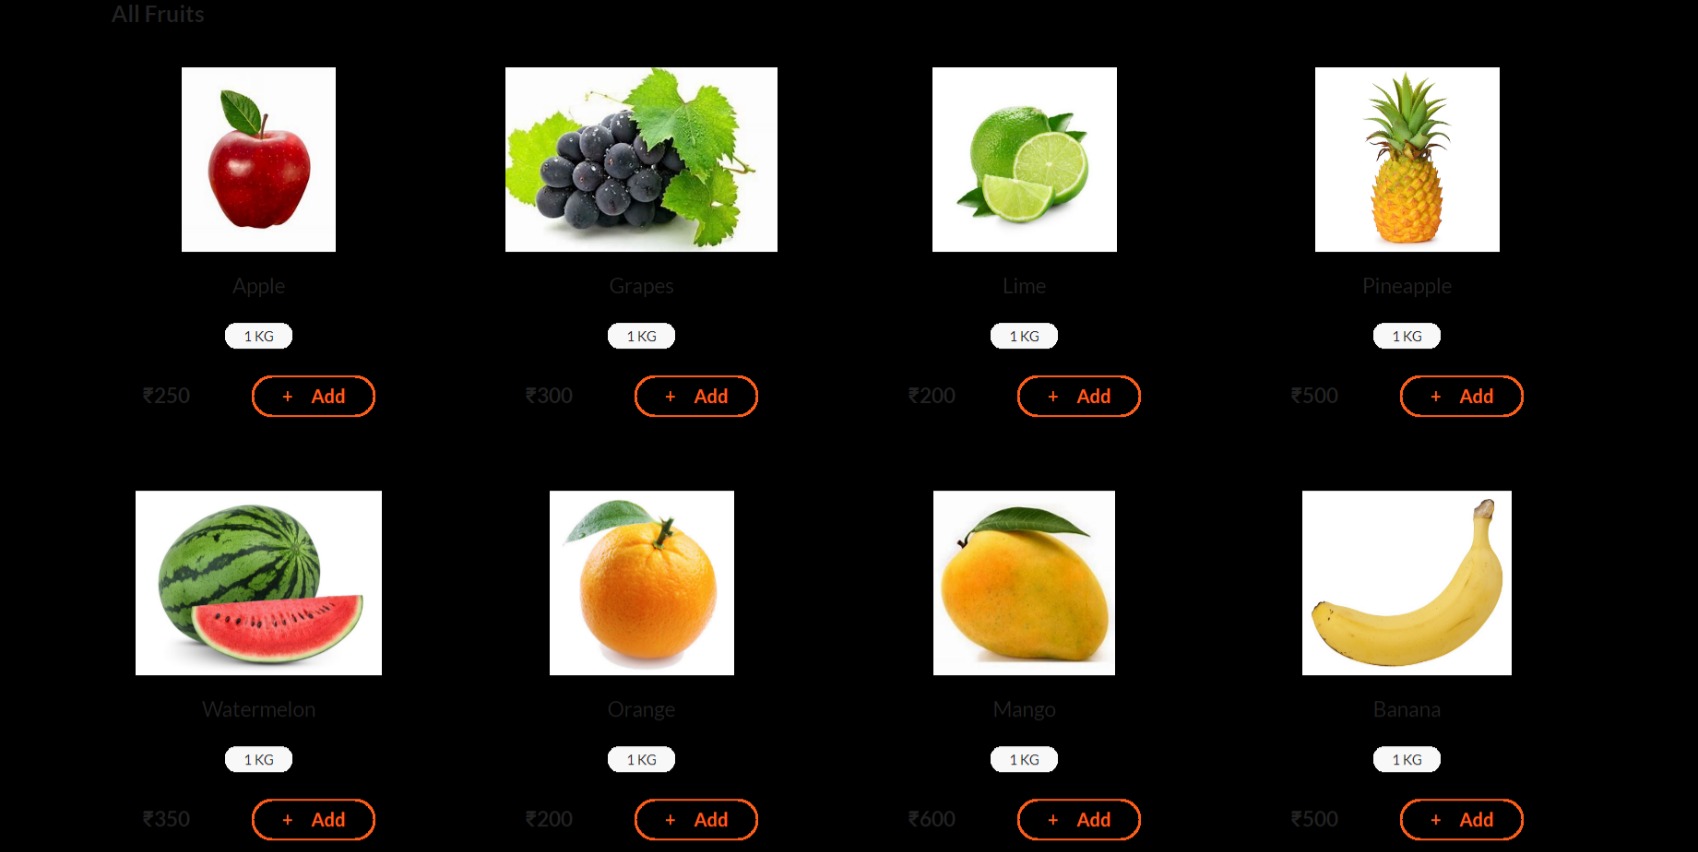 All Fruits
Apple
Grapes
Lime
Pineapple
1 KG
1 KG
1 KG
1 KG
₹250
+ Add
₹300
+ Add
₹200
+ Add
₹500
+ Add
Watermelon
Orange
Mango
Banana
1 KG
1 KG
1 KG
1 KG
₹350
+ Add
₹200
+ Add
₹600
+ Add
₹500
+ Add